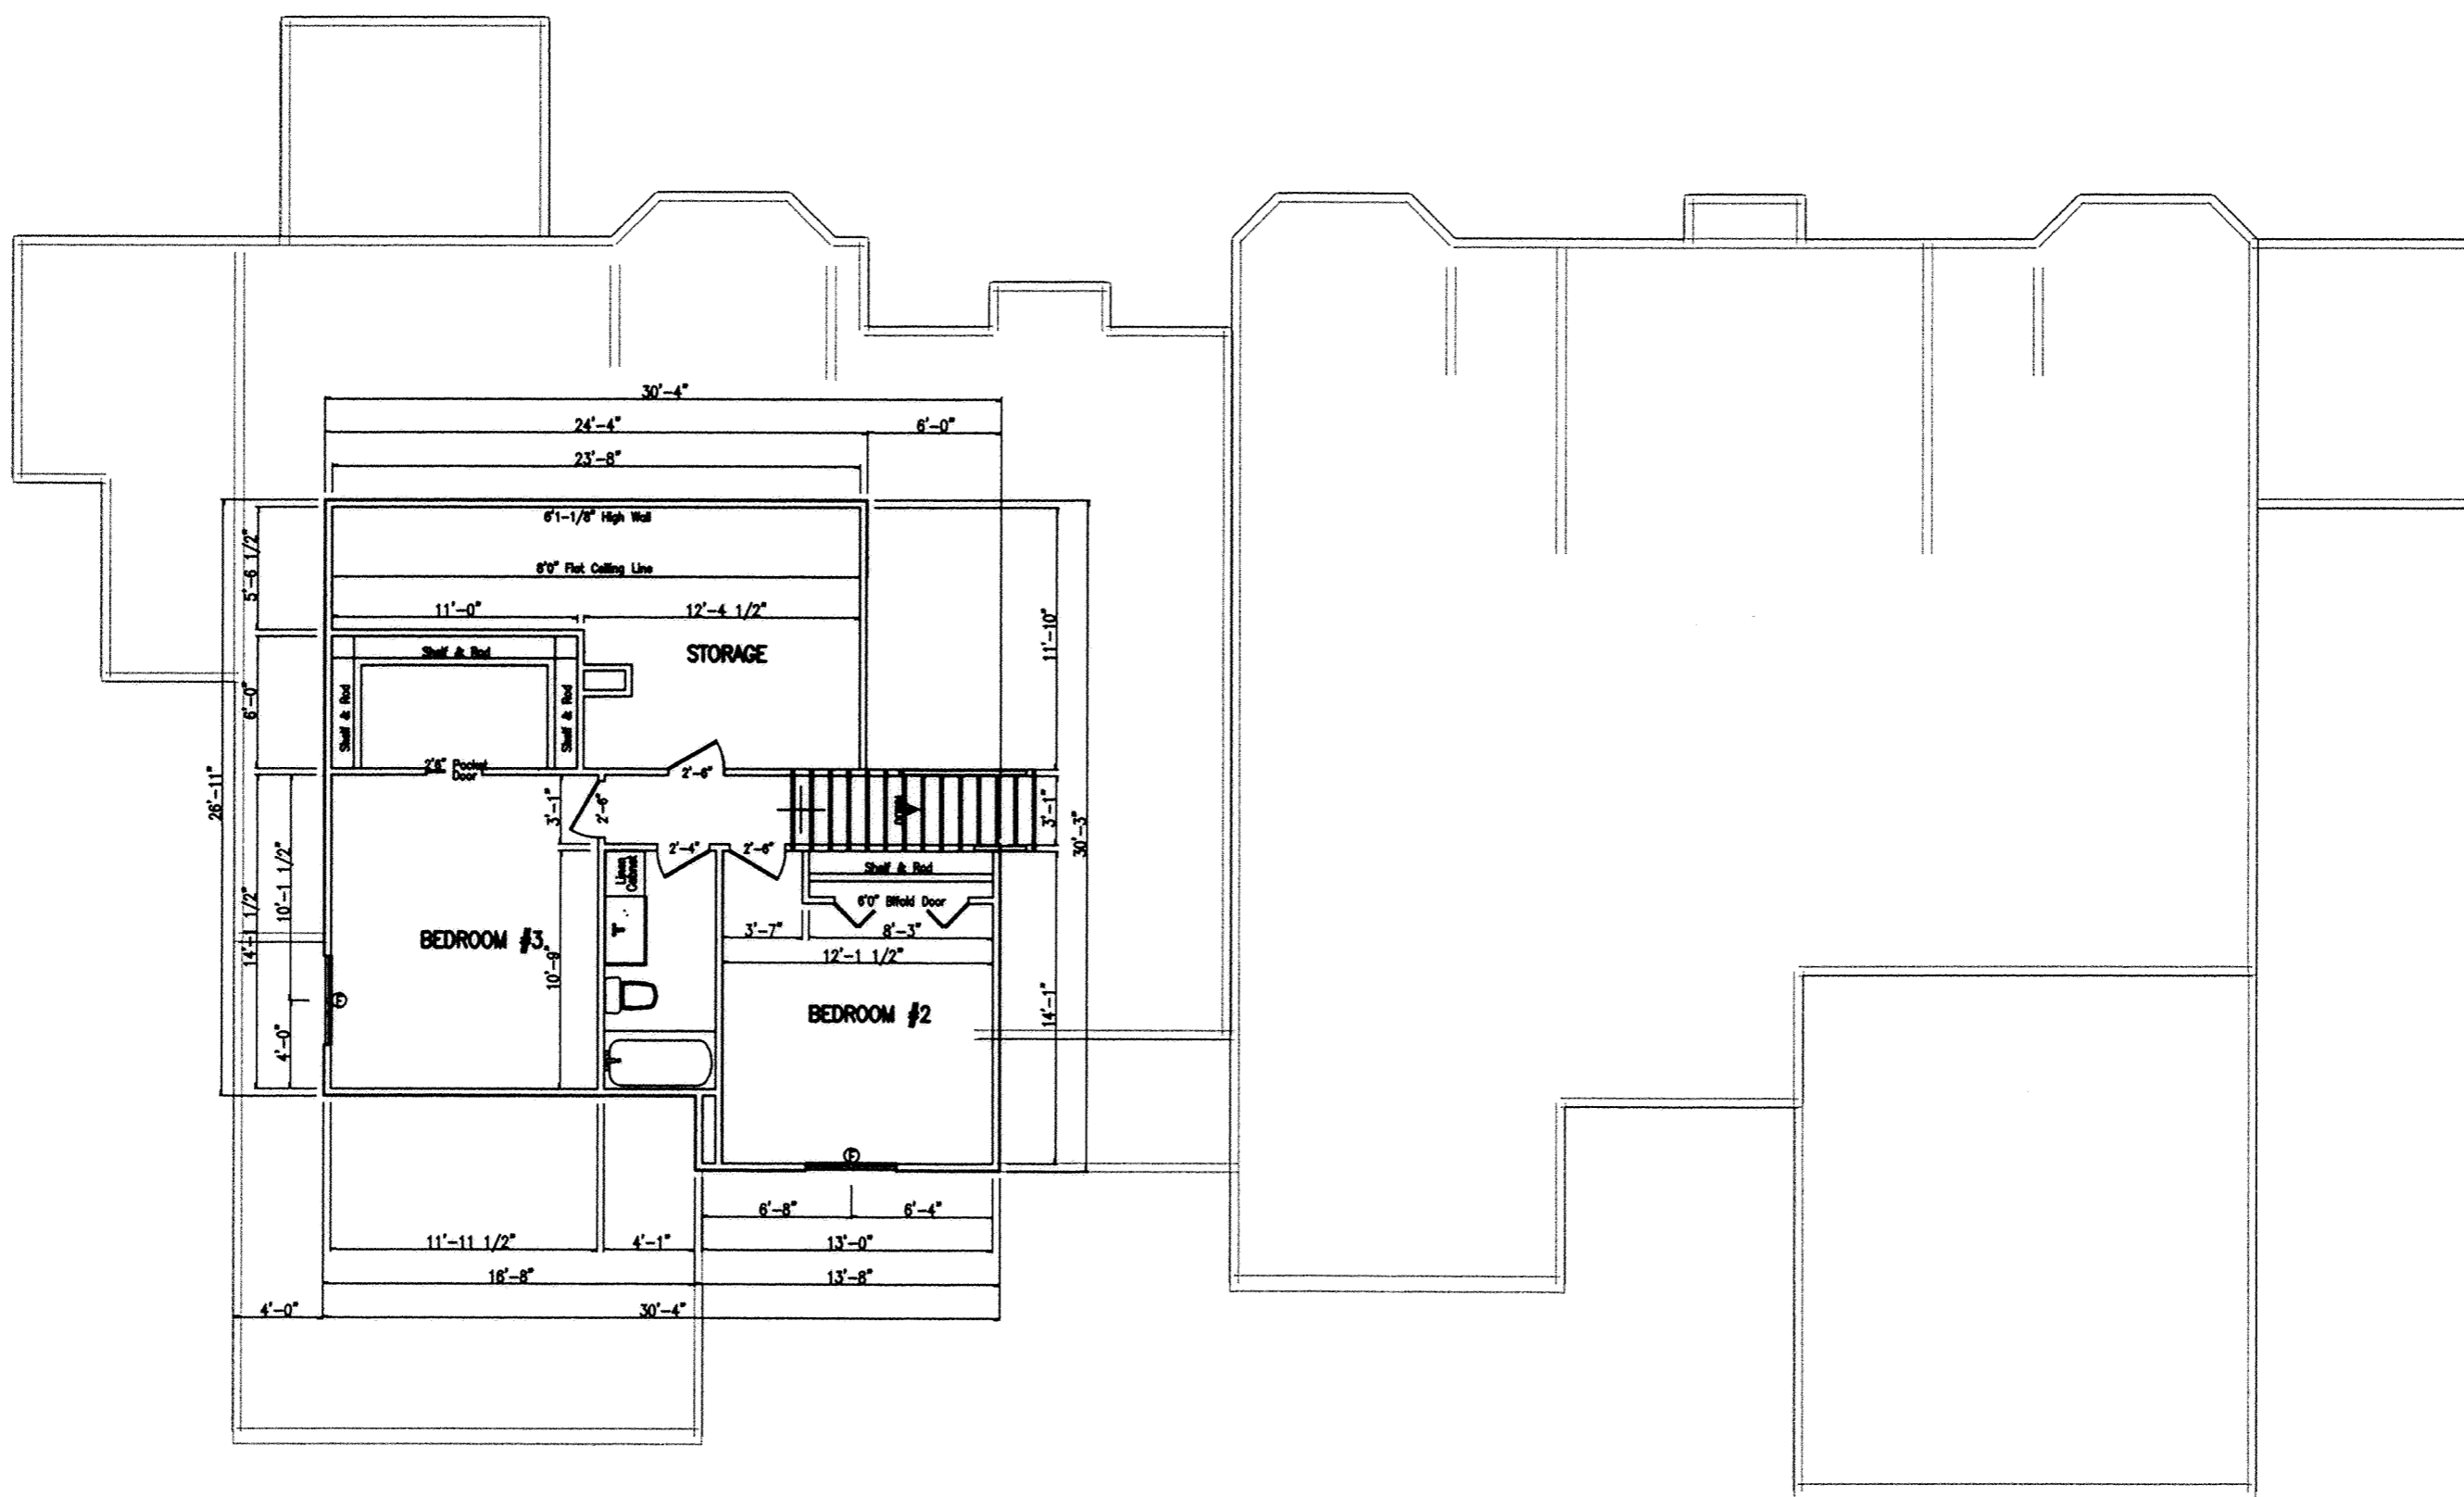 30'-4"
24'-4"
6'-0"
23'-8"
6'1-1/8" High Wall
8'0" Flat Ceiling Line
5'-6 1/2"
11'-0"
12'-4 1/2"
11'-10"
STORAGE
Shelf & Rod
Shelf & Rod
Shelf & Rod
6'-0"
2'6" Pocket
Door
2'-6"
26'-11"
3'-1"
2'-6"
DOWN
3'-1"
30'-3"
10'-1 1/2"
14'-1 1/2"
2'-4"
2'-6"
Linen
Cabinet
Shelf & Rod
6'0" Bifold Door
BEDROOM #3
10'-9"
3'-7"
8'-3"
12'-1 1/2"
BEDROOM #2
14'-1"
4'-0"
E
E
6'-8"
6'-4"
11'-11 1/2"
4'-1"
13'-0"
16'-8"
13'-8"
4'-0"
30'-4"